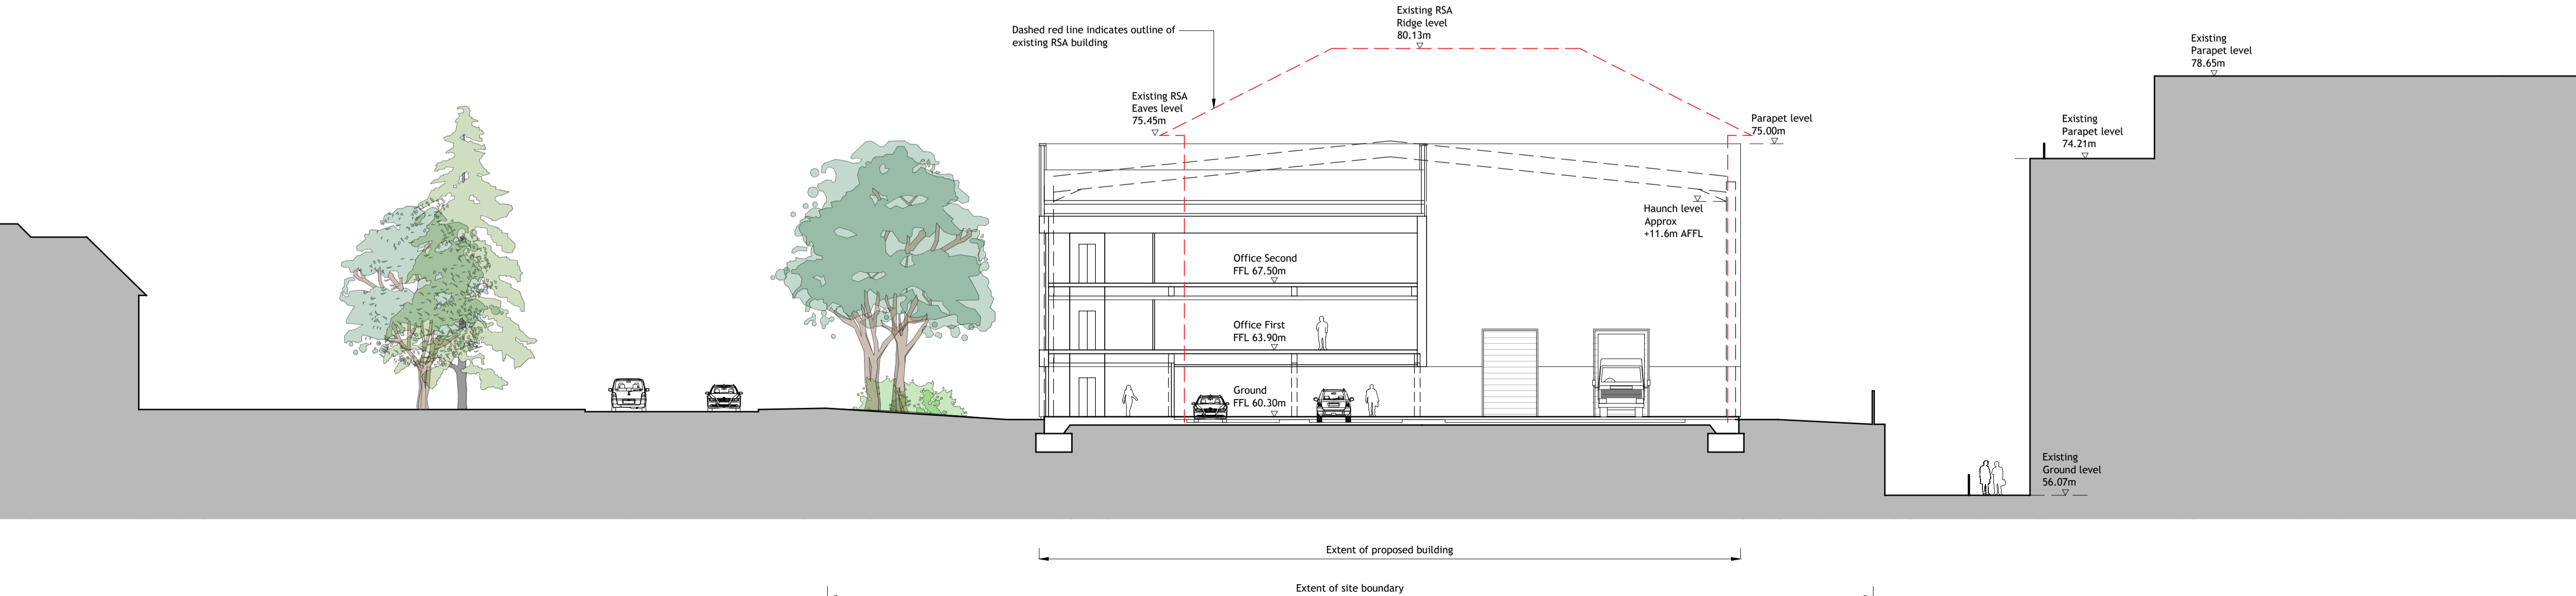 Existing RSA
Ridge level
80.13m
Dashed red line indicates outline of
existing RSA building
Existing
Parapet level
78.65m
Existing RSA
Eaves level
75.45m
Parapet level
75.00m
Existing
Parapet level
74.21m
Haunch level
Approx
+11.6m AFFL
Office Second
FFL 67.50m
Office First
FFL 63.90m
Ground
FFL 60.30m
Existing
Ground level
56.07m
Extent of proposed building
Extent of site boundary